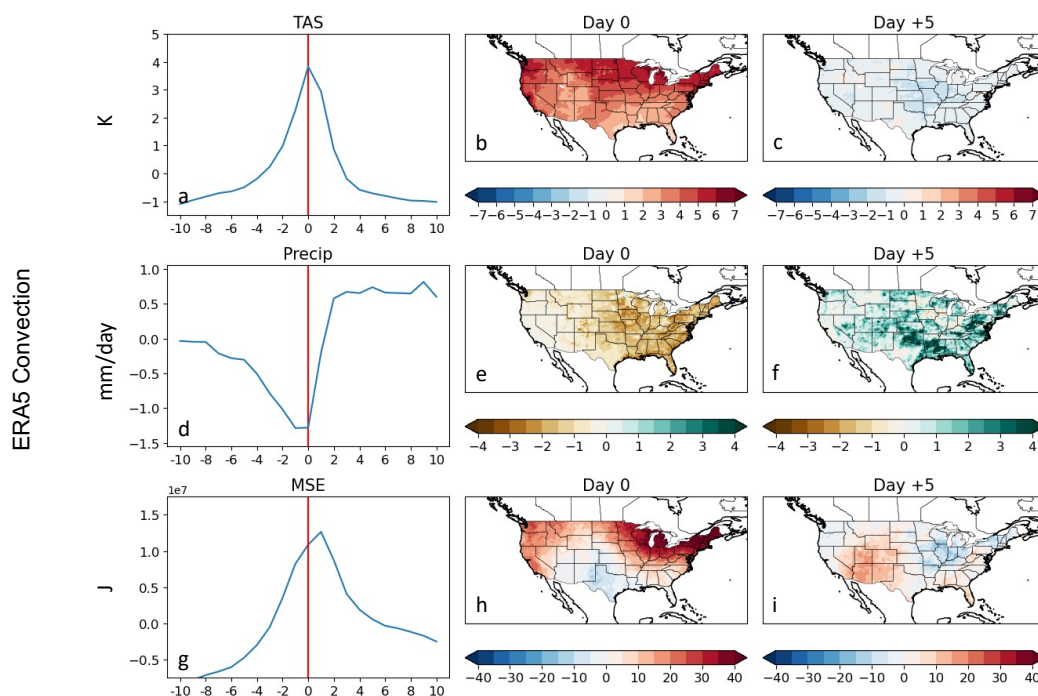 ERA5 Convection
TAS
K
5
4
3
2
1
0
−1
a
-10 -8 -6 -4 -2 0 2 4 6 8 10
Day 0
b
−7−6−5−4−3−2−1 0 1 2 3 4 5 6 7
Day +5
c
−7−6−5−4−3−2−1 0 1 2 3 4 5 6 7
Precip
mm/day
1.0
0.5
0.0
−0.5
−1.0
−1.5
d
-10 -8 -6 -4 -2 0 2 4 6 8 10
Day 0
e
−4 −3 −2 −1 0 1 2 3 4
Day +5
f
−4 −3 −2 −1 0 1 2 3 4
MSE
1e7
J
1.5
1.0
0.5
0.0
−0.5
g
-10 -8 -6 -4 -2 0 2 4 6 8 10
Day 0
h
−40 −30 −20 −10 0 10 20 30 40
Day +5
i
−40 −30 −20 −10 0 10 20 30 40